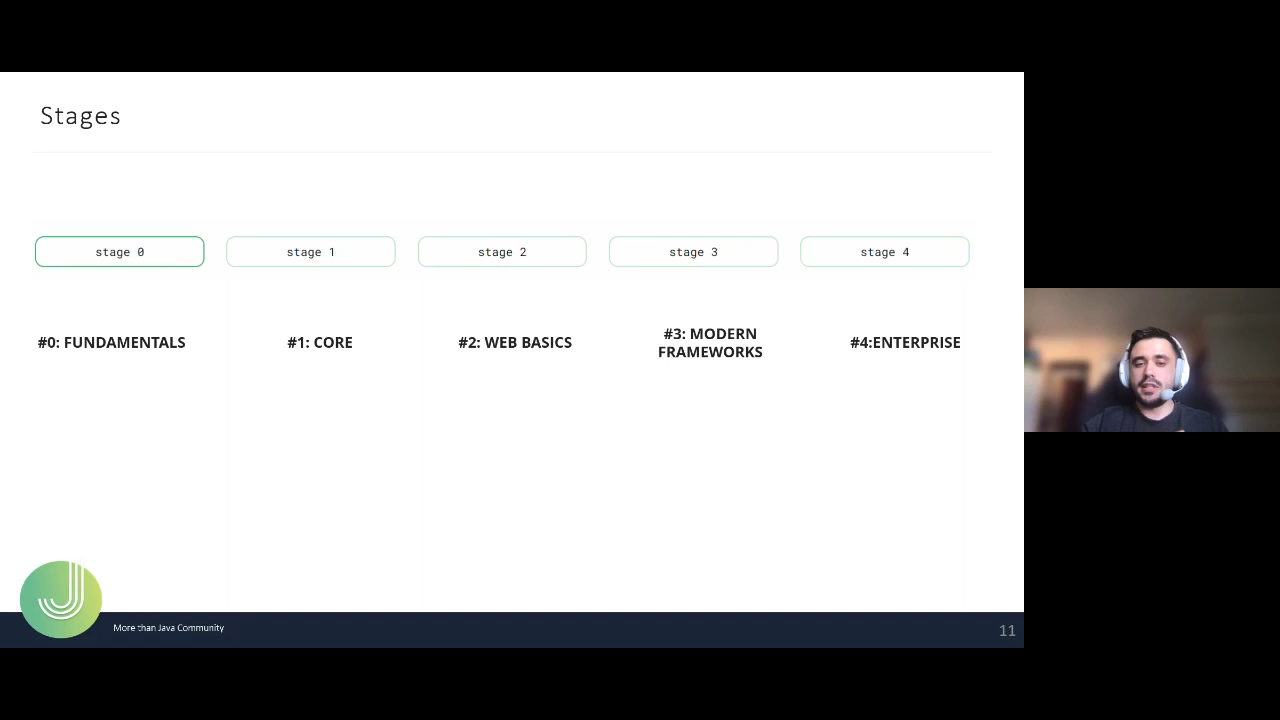 Stages
stage 0
stage 1
stage 2
stage 3
stage 4
#0: FUNDAMENTALS
#1: CORE
#2: WEB BASICS
#3: MODERN
FRAMEWORKS
#4:ENTERPRISE
More than Java Community
11